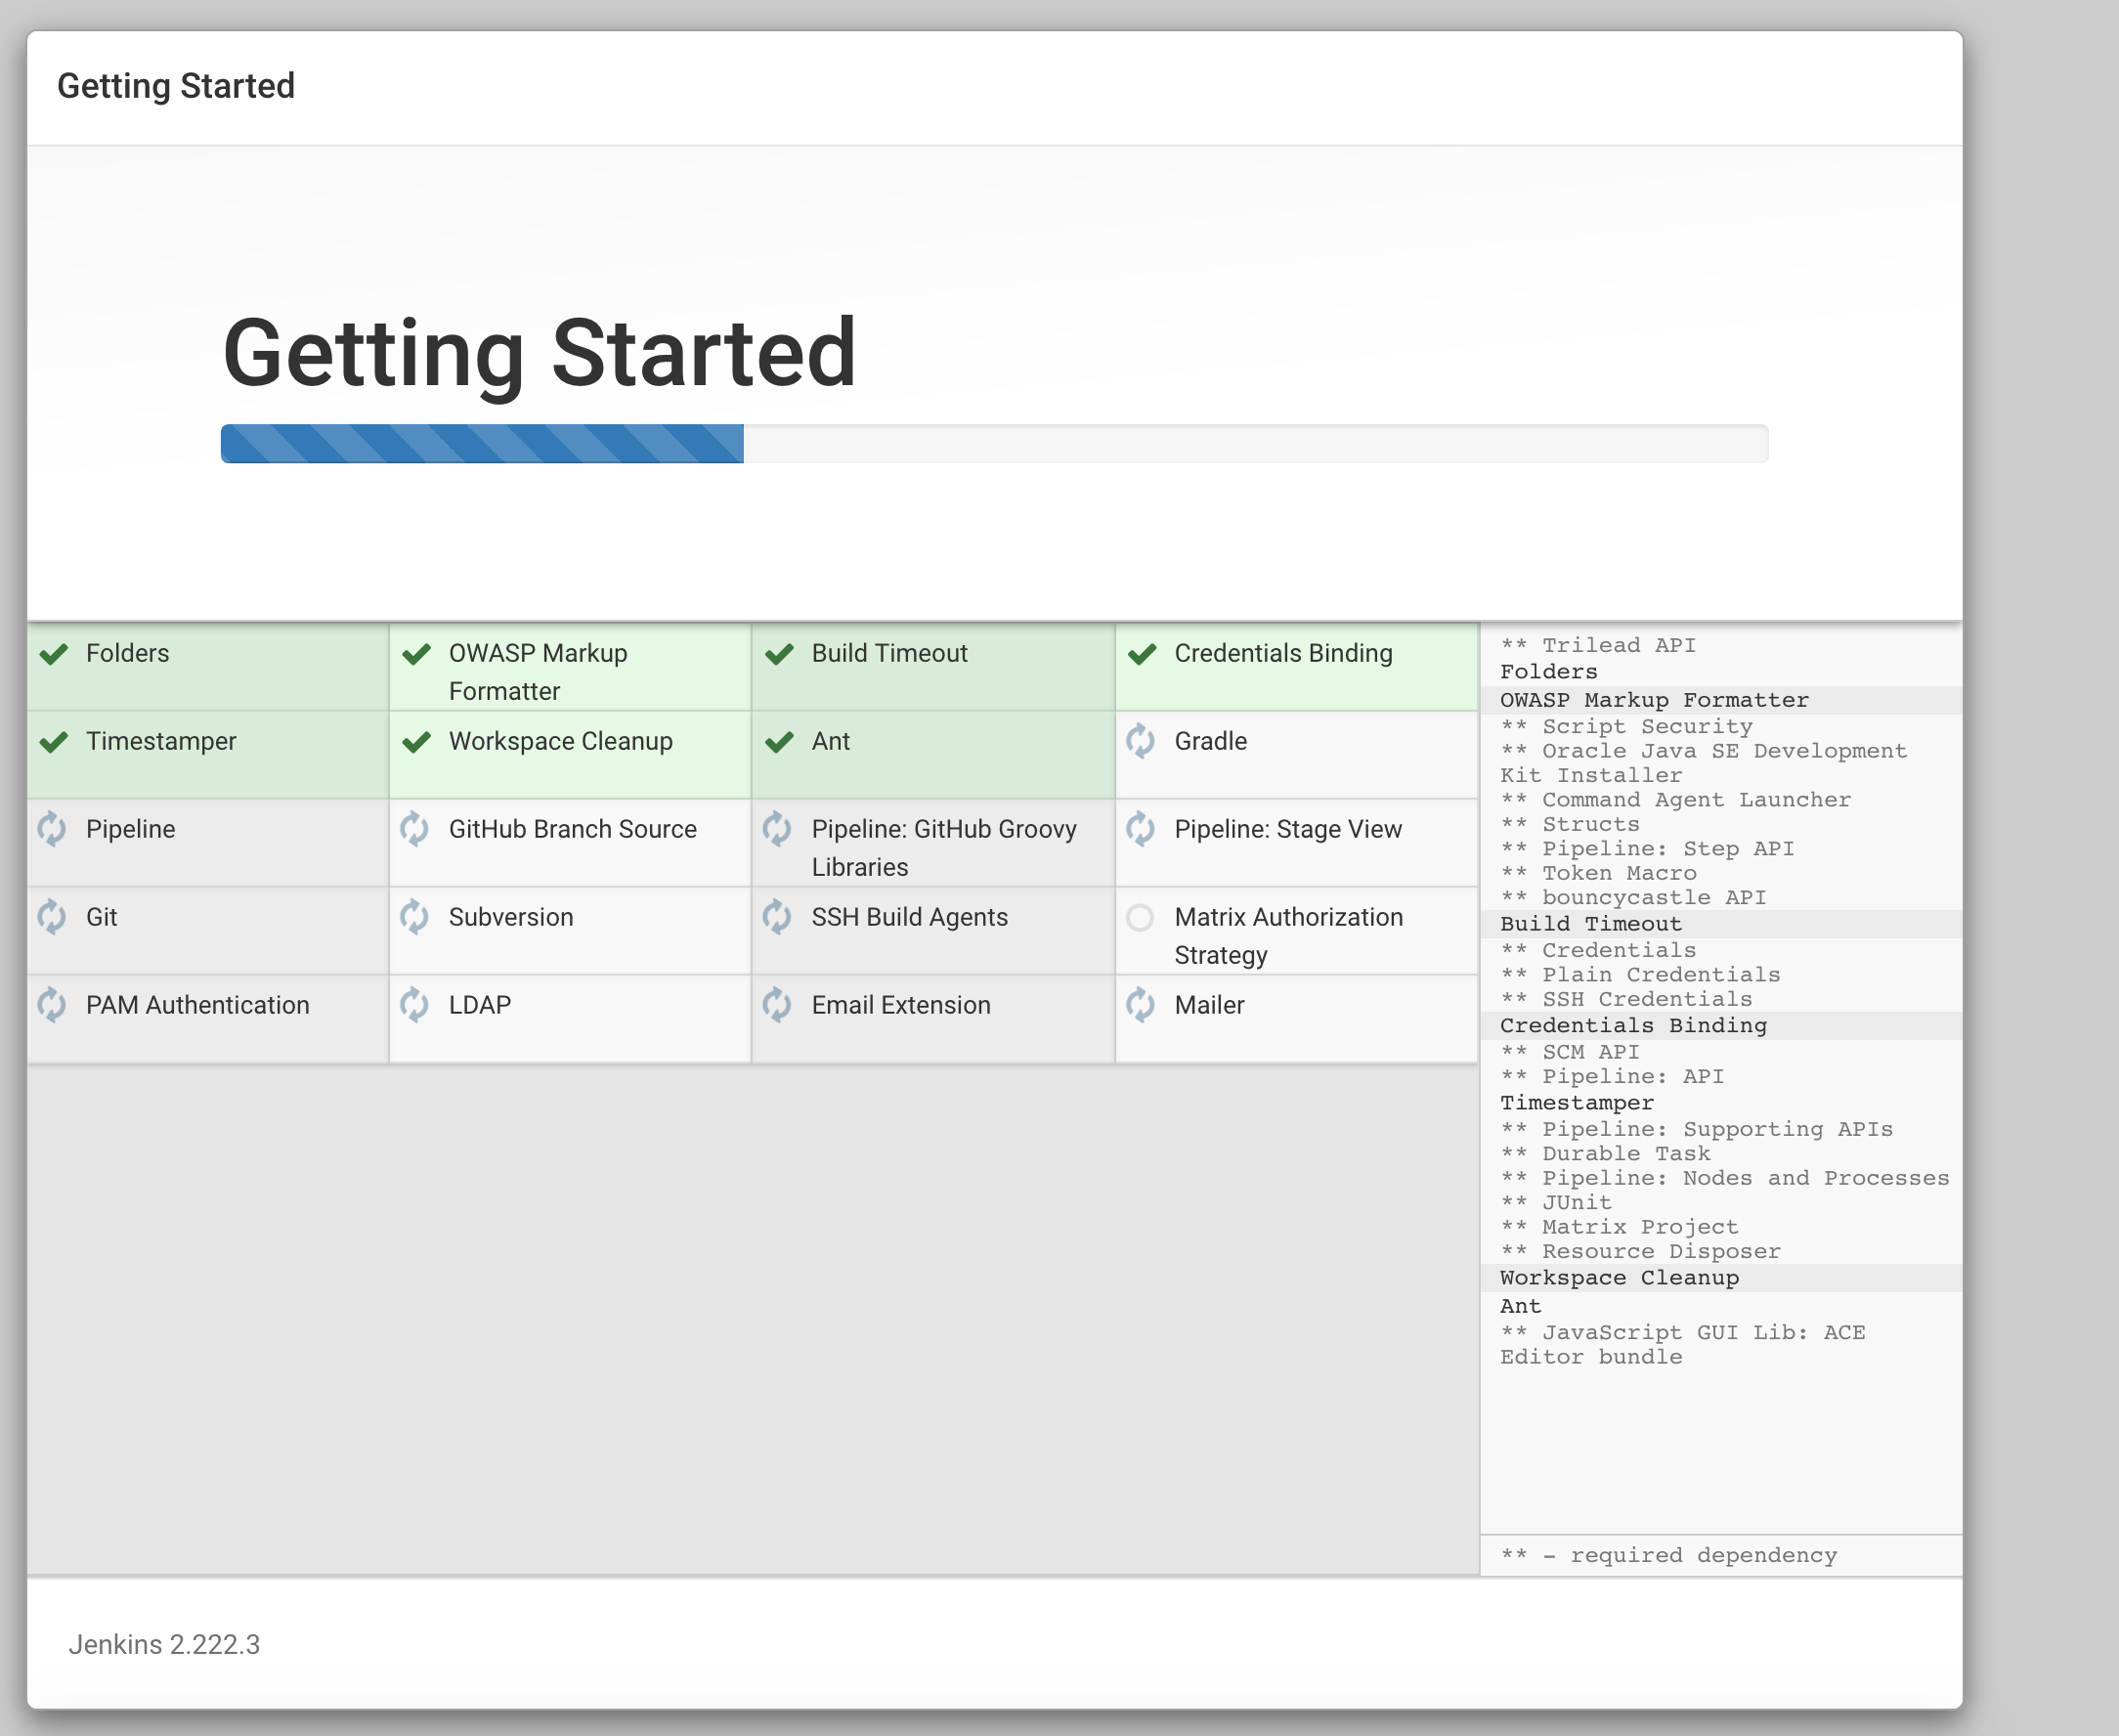 Getting Started
Getting Started
Folders
OWASP Markup
Formatter
Build Timeout
Credentials Binding
Timestamper
Workspace Cleanup
Ant
Gradle
Pipeline
GitHub Branch Source
Pipeline: GitHub Groovy
Libraries
Pipeline: Stage View
Git
Subversion
SSH Build Agents
Matrix Authorization
Strategy
PAM Authentication
LDAP
Email Extension
Mailer
** Trilead API
Folders
OWASP Markup Formatter
** Script Security
** Oracle Java SE Development
Kit Installer
** Command Agent Launcher
** Structs
** Pipeline: Step API
** Token Macro
** bouncycastle API
Build Timeout
** Credentials
** Plain Credentials
** SSH Credentials
Credentials Binding
** SCM API
** Pipeline: API
Timestamper
** Pipeline: Supporting APIs
** Durable Task
** Pipeline: Nodes and Processes
** JUnit
** Matrix Project
** Resource Disposer
Workspace Cleanup
Ant
** JavaScript GUI Lib: ACE
Editor bundle
** – required dependency
Jenkins 2.222.3